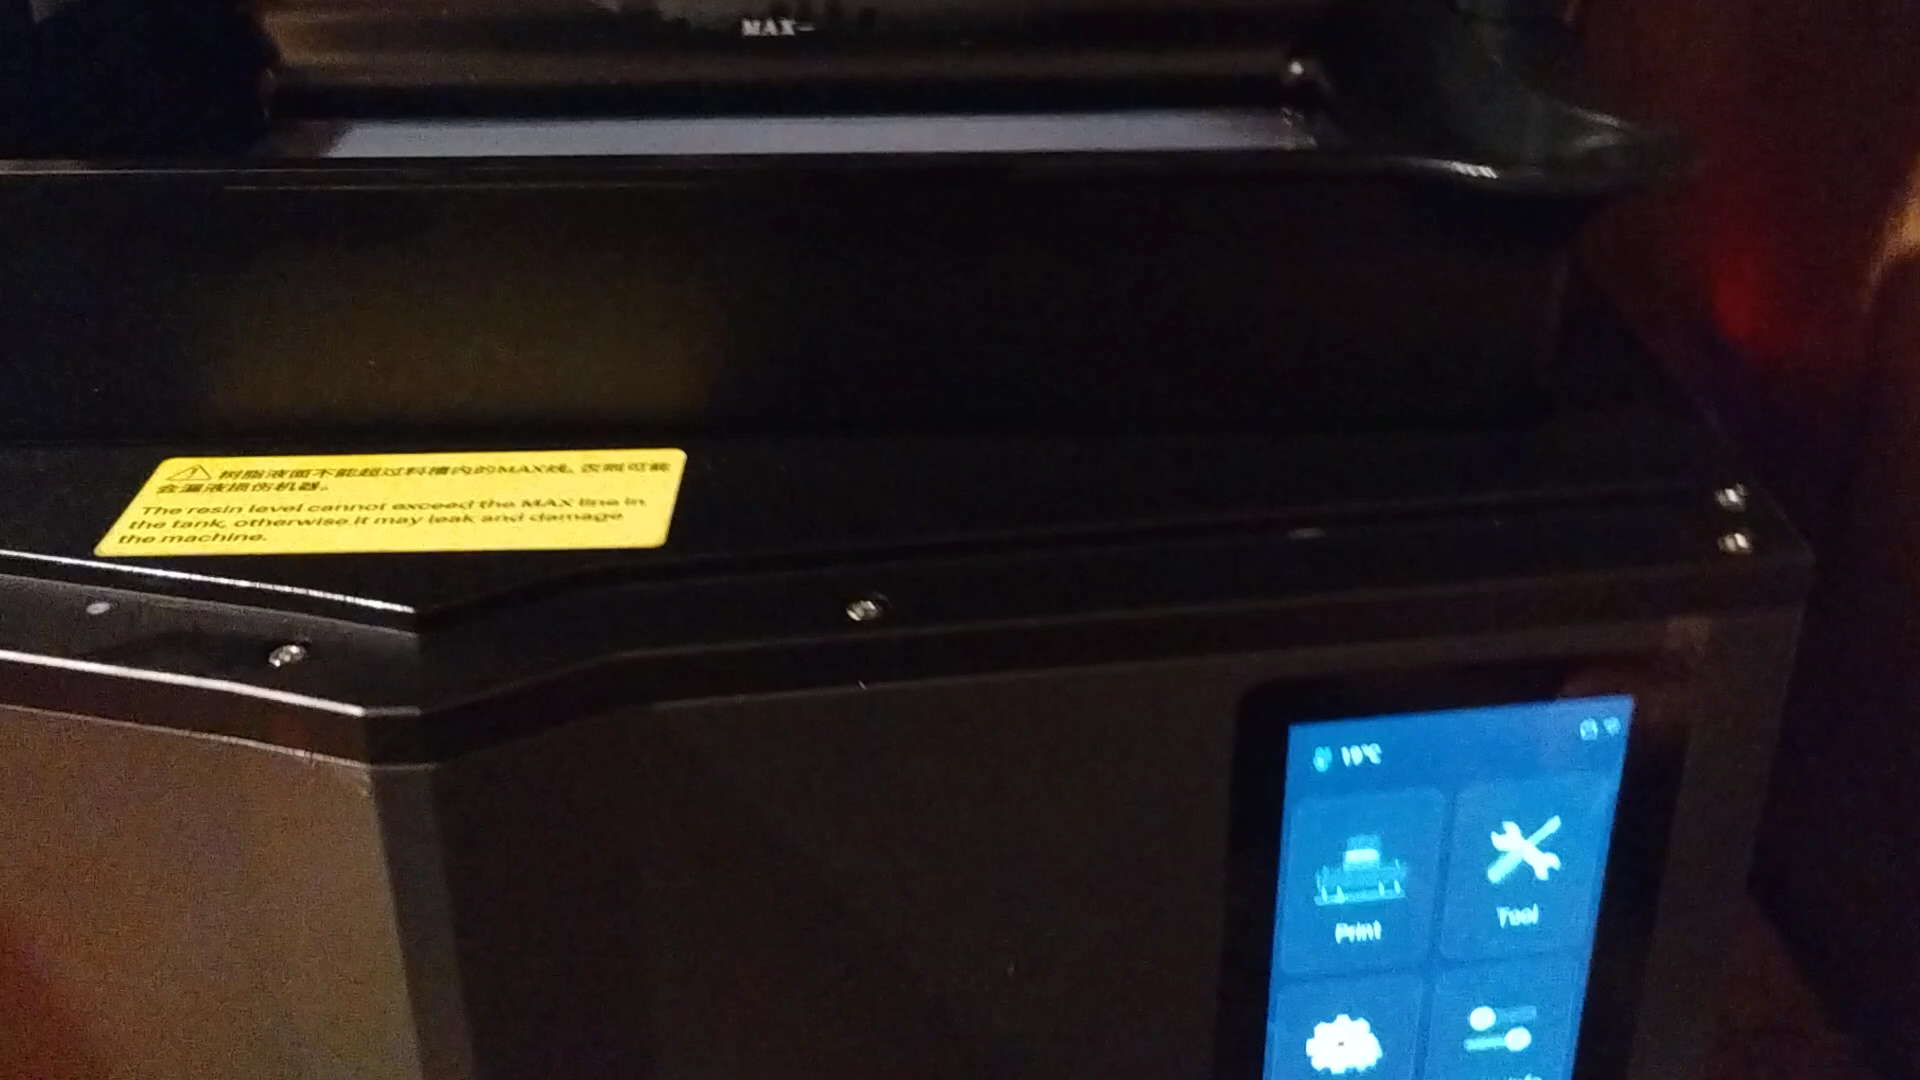 MAX-
树脂液面不能超过料槽内的MAX线, 否则可能
会漏液损伤机器。
The resin level cannot exceed the MAX line in
the tank, otherwise it may leak and damage
the machine.
19℃
Print
Tool